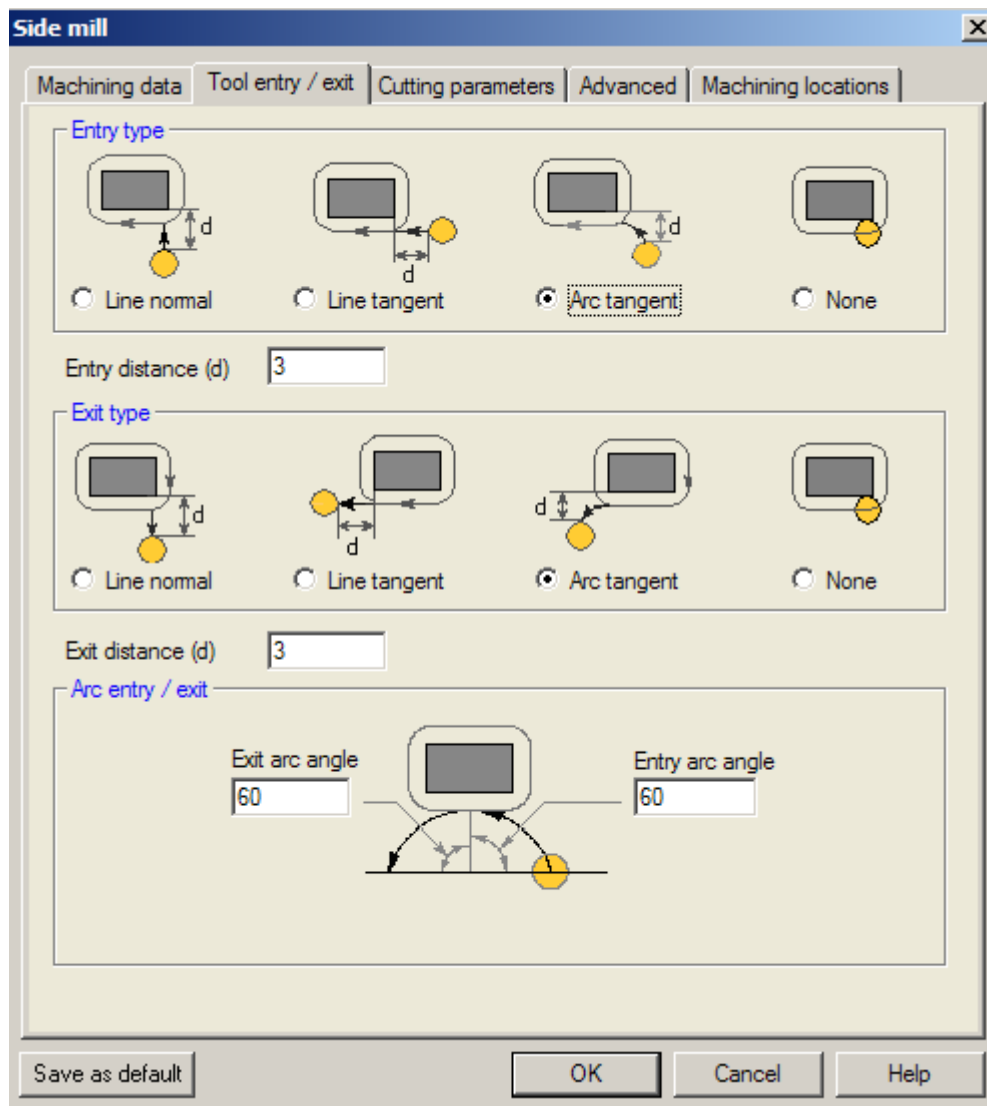 Side mill
Machining data Tool entry / exit Cutting parameters Advanced Machining locations
Entry type
d
d
d
Line normal Line tangent Arc tangent None
Entry distance (d) 3
Exit type
d
d
d
Line normal Line tangent Arc tangent None
Exit distance (d) 3
Arc entry / exit
Exit arc angle Entry arc angle
60 60
Save as default OK Cancel Help